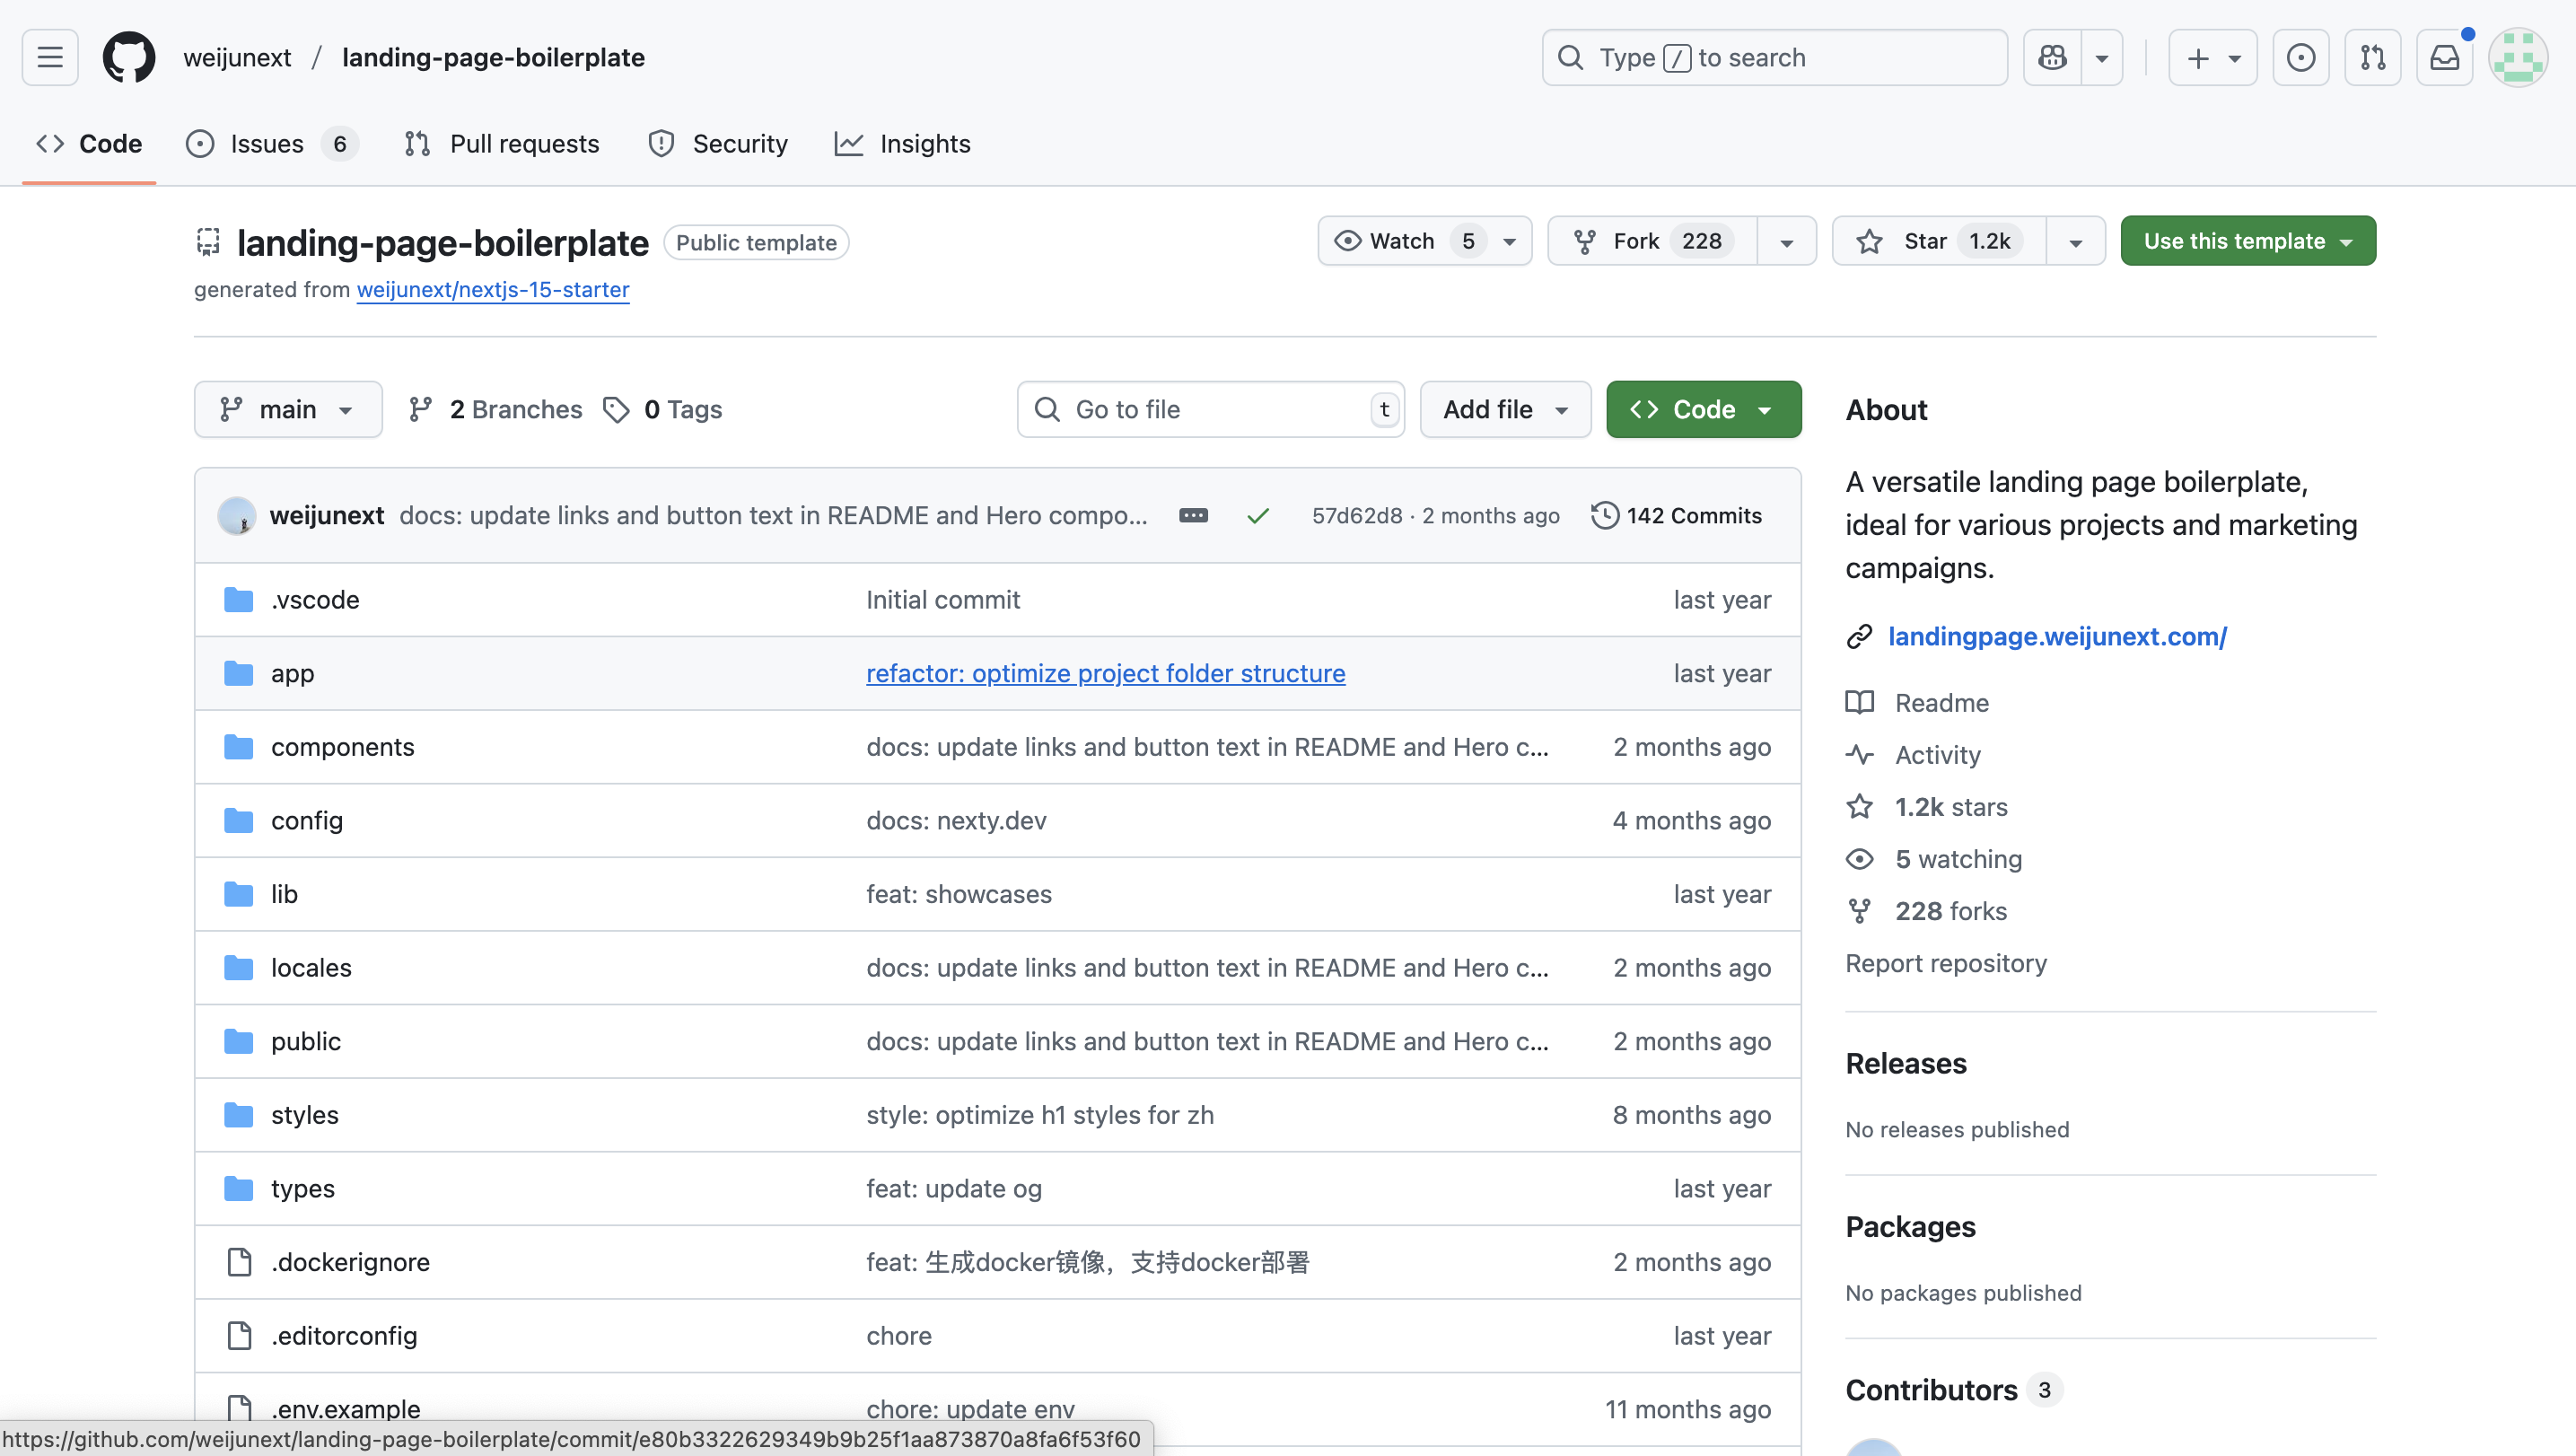 weijunext / landing-page-boilerplate
Type / to search
Code
Issues 6
Pull requests
Security
Insights
landing-page-boilerplate Public template
Watch 5
Fork 228
Star 1.2k
Use this template
generated from weijunext/nextjs-15-starter
main
2 Branches
0 Tags
Go to file t
Add file
Code
weijunext docs: update links and button text in README and Hero compo... 57d62d8 · 2 months ago 142 Commits
.vscode Initial commit last year
app refactor: optimize project folder structure last year
components docs: update links and button text in README and Hero c... 2 months ago
config docs: nexty.dev 4 months ago
lib feat: showcases last year
locales docs: update links and button text in README and Hero c... 2 months ago
public docs: update links and button text in README and Hero c... 2 months ago
styles style: optimize h1 styles for zh 8 months ago
types feat: update og last year
.dockerignore feat: 生成docker镜像，支持docker部署 2 months ago
.editorconfig chore last year
.env.example chore: update env 11 months ago
About
A versatile landing page boilerplate,
ideal for various projects and marketing
campaigns.
landingpage.weijunext.com/
Readme
Activity
1.2k stars
5 watching
228 forks
Report repository
Releases
No releases published
Packages
No packages published
Contributors 3
https://github.com/weijunext/landing-page-boilerplate/commit/e80b3322629349b9b25f1aa873870a8fa6f53f60